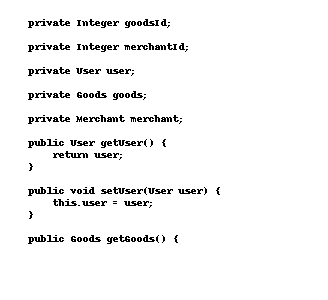 private Integer goodsId;
private Integer merchantId;
private User user;
private Goods goods;
private Merchant merchant;
public User getUser() {
return user;
}
public void setUser(User user) {
this.user = user;
}
public Goods getGoods() {